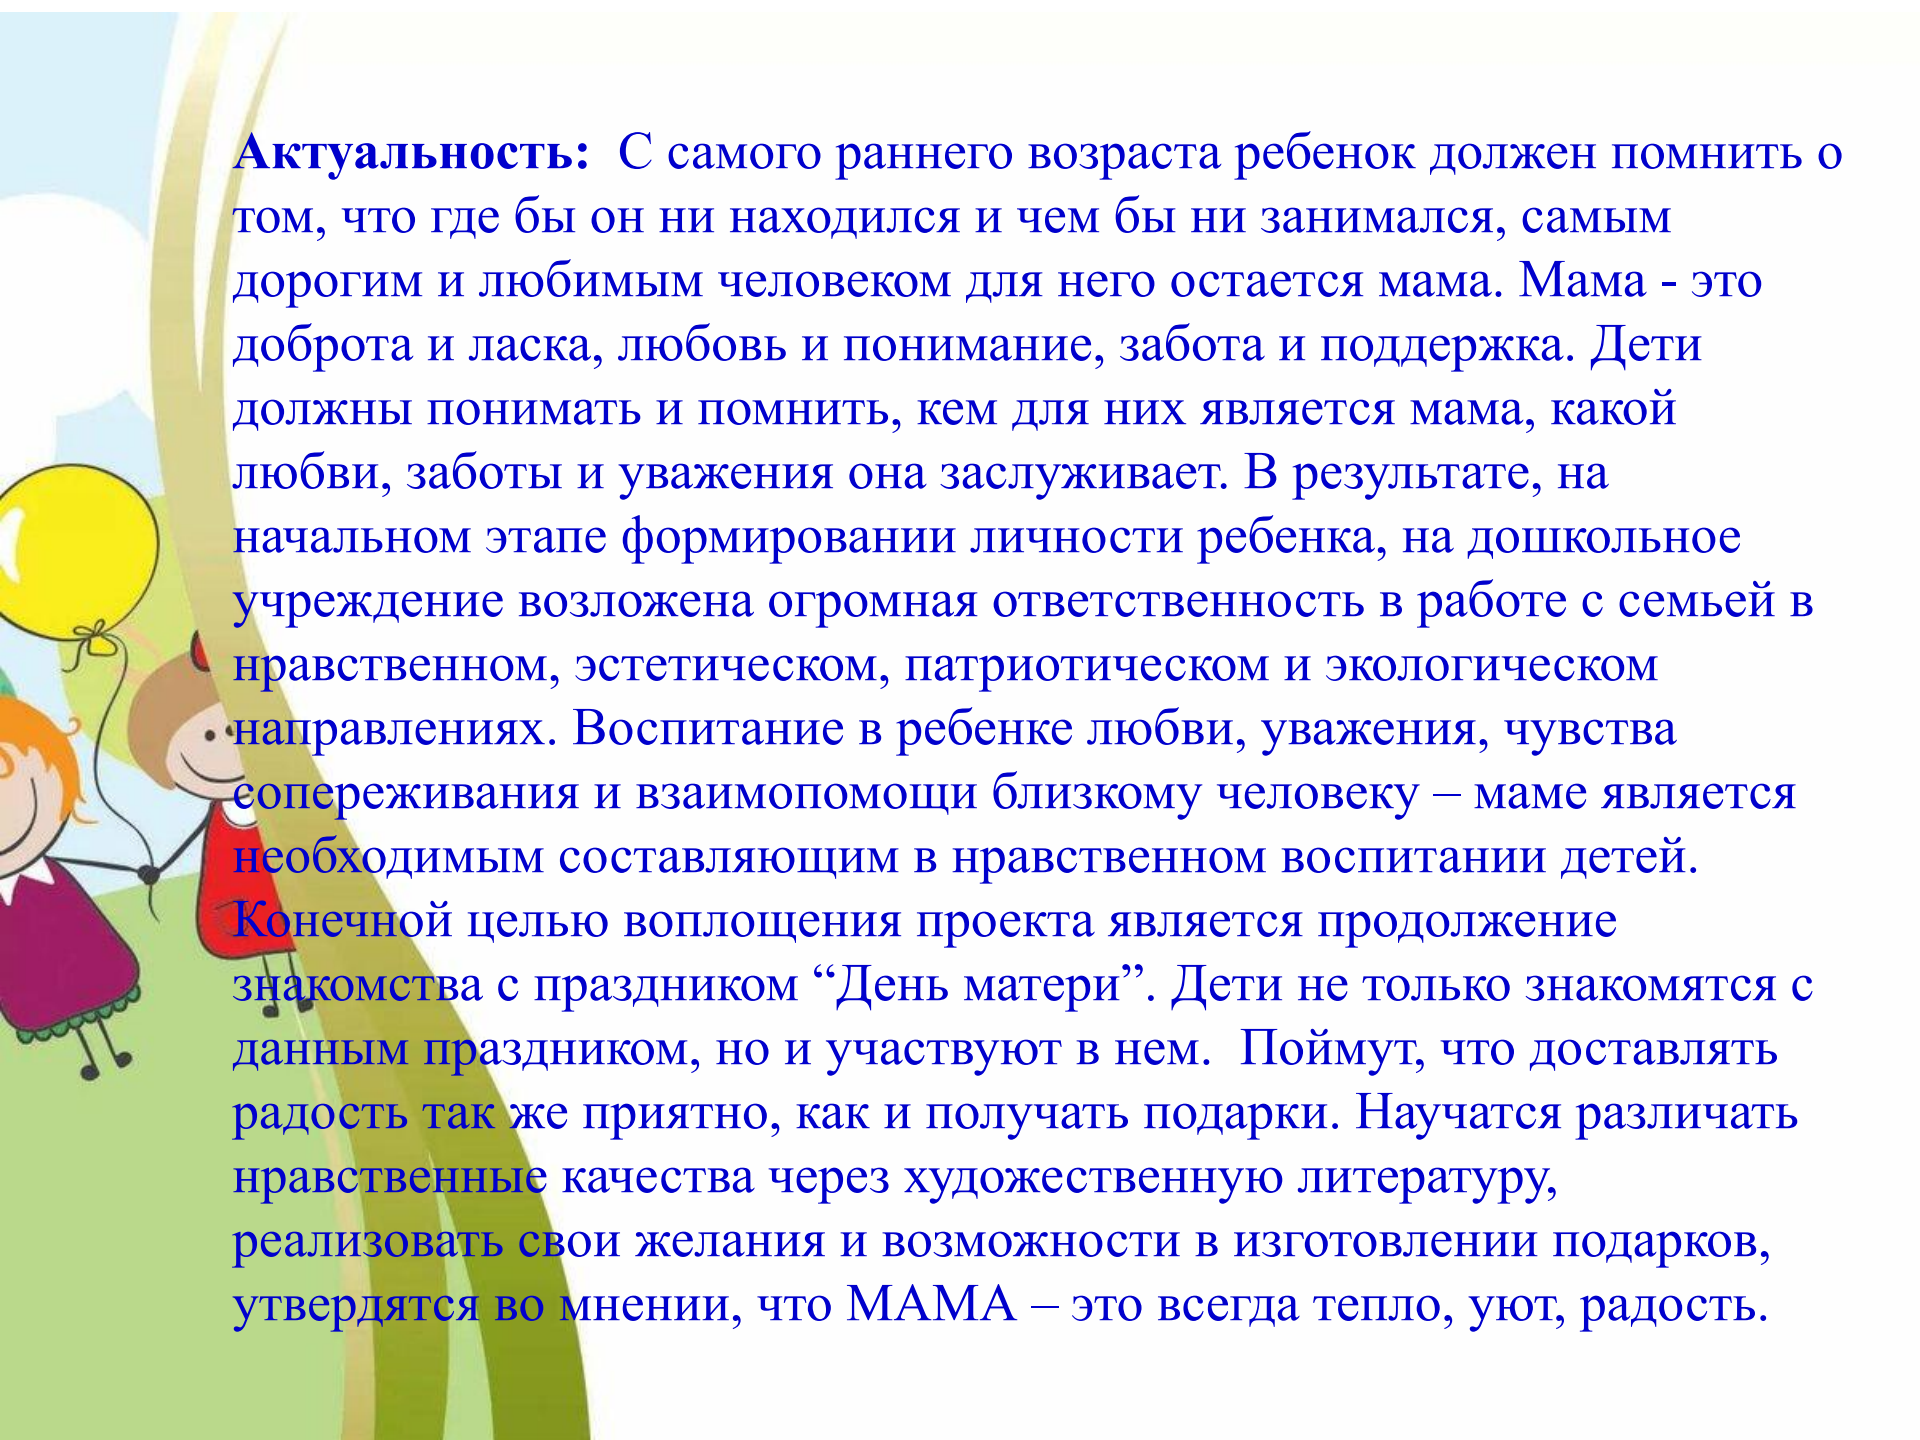 Актуальность:  С самого раннего возраста ребенок должен помнить о
том, что где бы он ни находился и чем бы ни занимался, самым
дорогим и любимым человеком для него остается мама. Мама - это
доброта и ласка, любовь и понимание, забота и поддержка. Дети
должны понимать и помнить, кем для них является мама, какой
любви, заботы и уважения она заслуживает. В результате, на
начальном этапе формировании личности ребенка, на дошкольное
учреждение возложена огромная ответственность в работе с семьей в
нравственном, эстетическом, патриотическом и экологическом
направлениях. Воспитание в ребенке любви, уважения, чувства
сопереживания и взаимопомощи близкому человеку – маме является
необходимым составляющим в нравственном воспитании детей.
Конечной целью воплощения проекта является продолжение
знакомства с праздником “День матери”. Дети не только знакомятся с
данным праздником, но и участвуют в нем.  Поймут, что доставлять
радость так же приятно, как и получать подарки. Научатся различать
нравственные качества через художественную литературу,
реализовать свои желания и возможности в изготовлении подарков,
утвердятся во мнении, что МАМА – это всегда тепло, уют, радость.